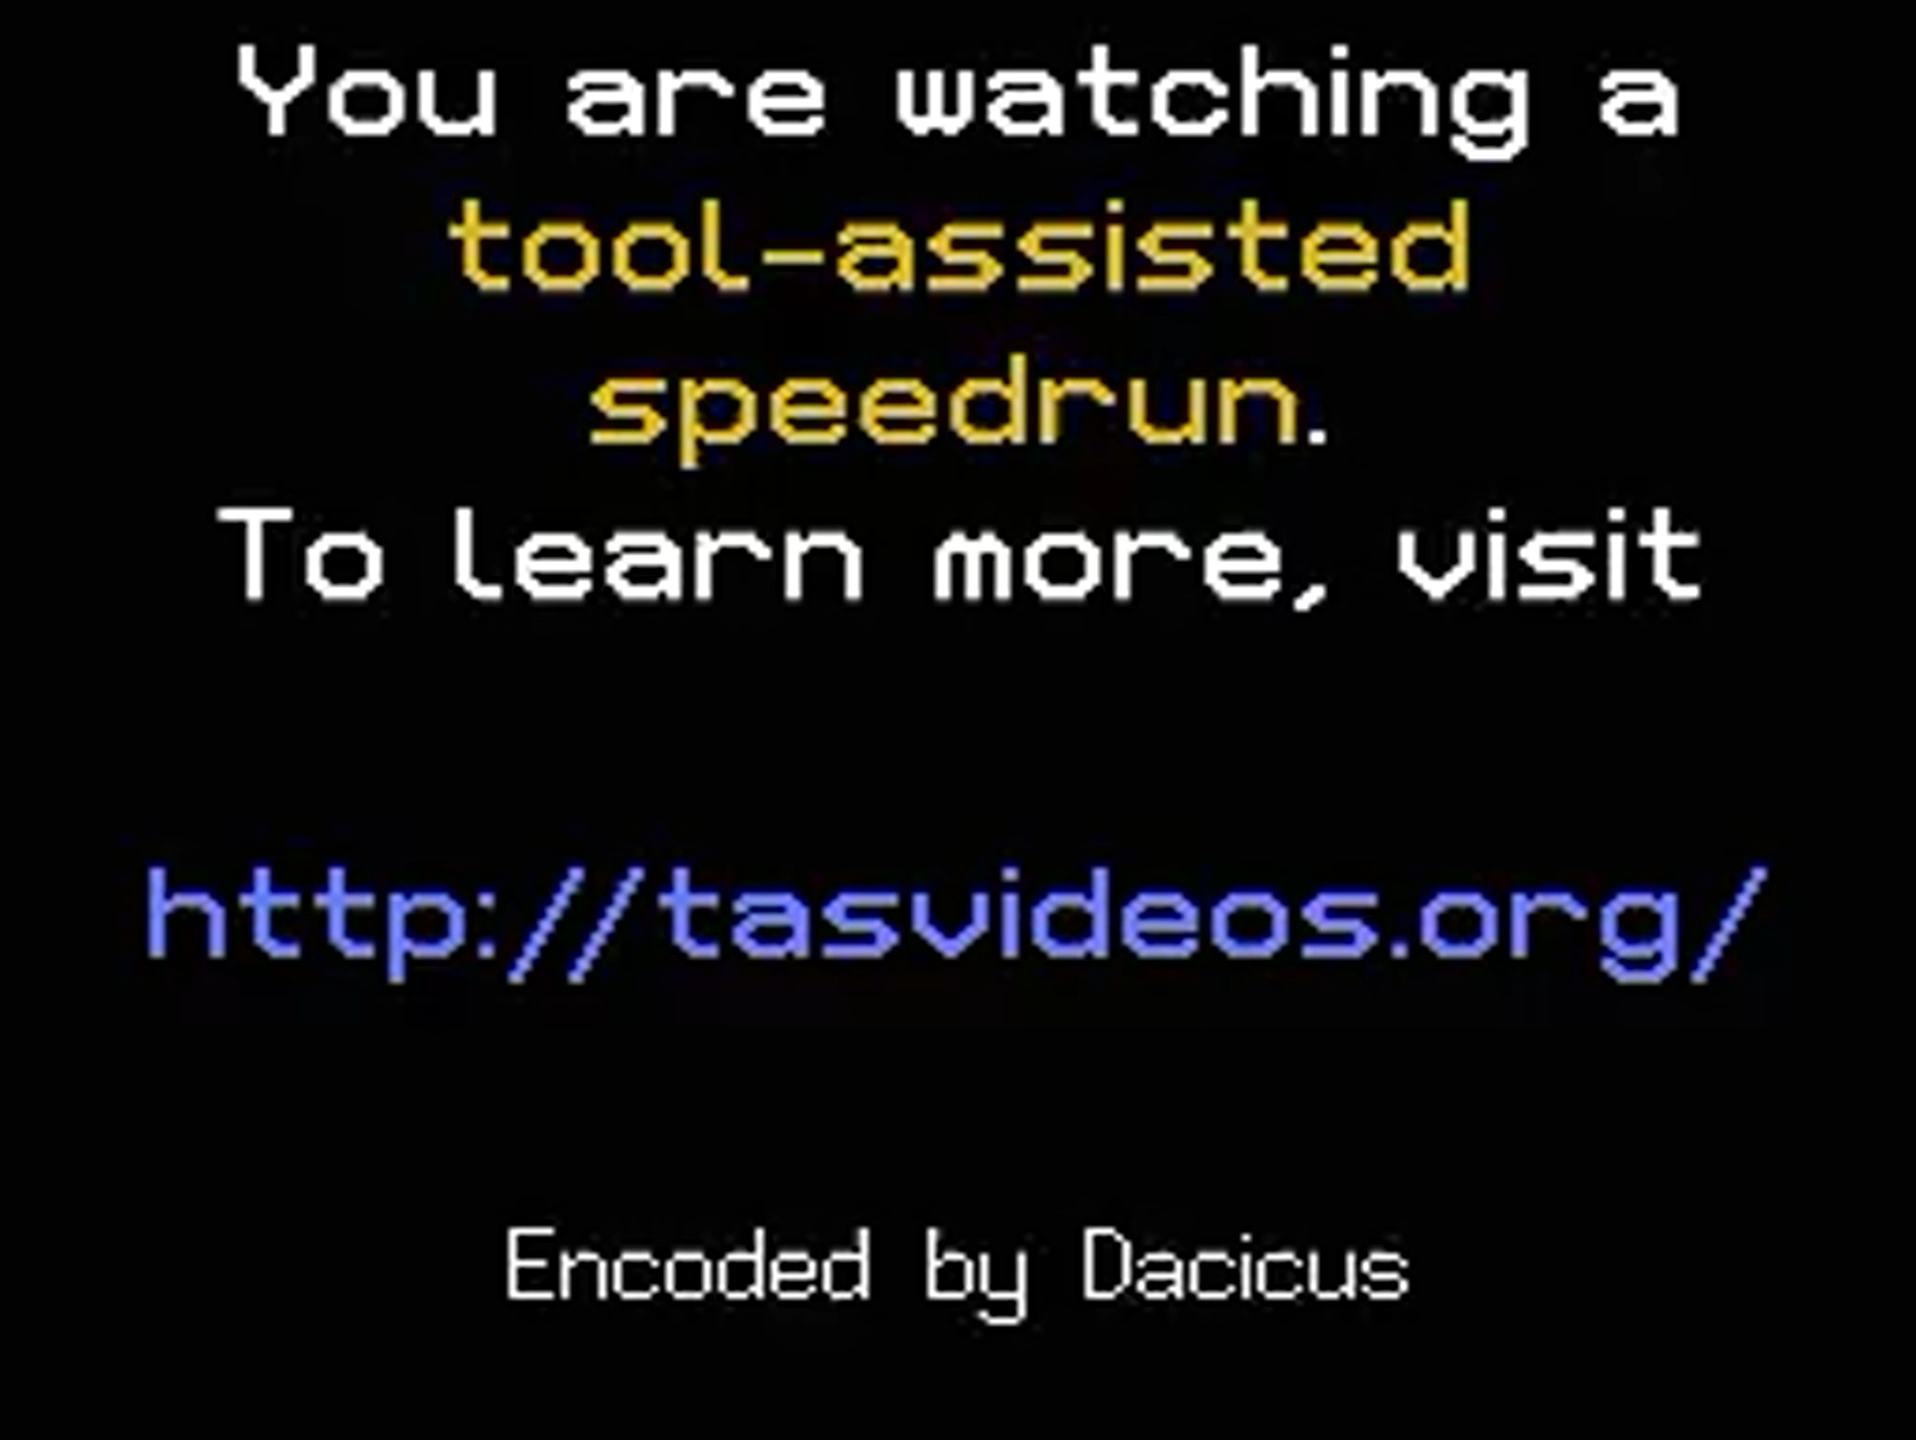 You are watching a
tool-assisted
speedrun.
To learn more, visit
http://tasvideos.org/
Encoded by Dacicus